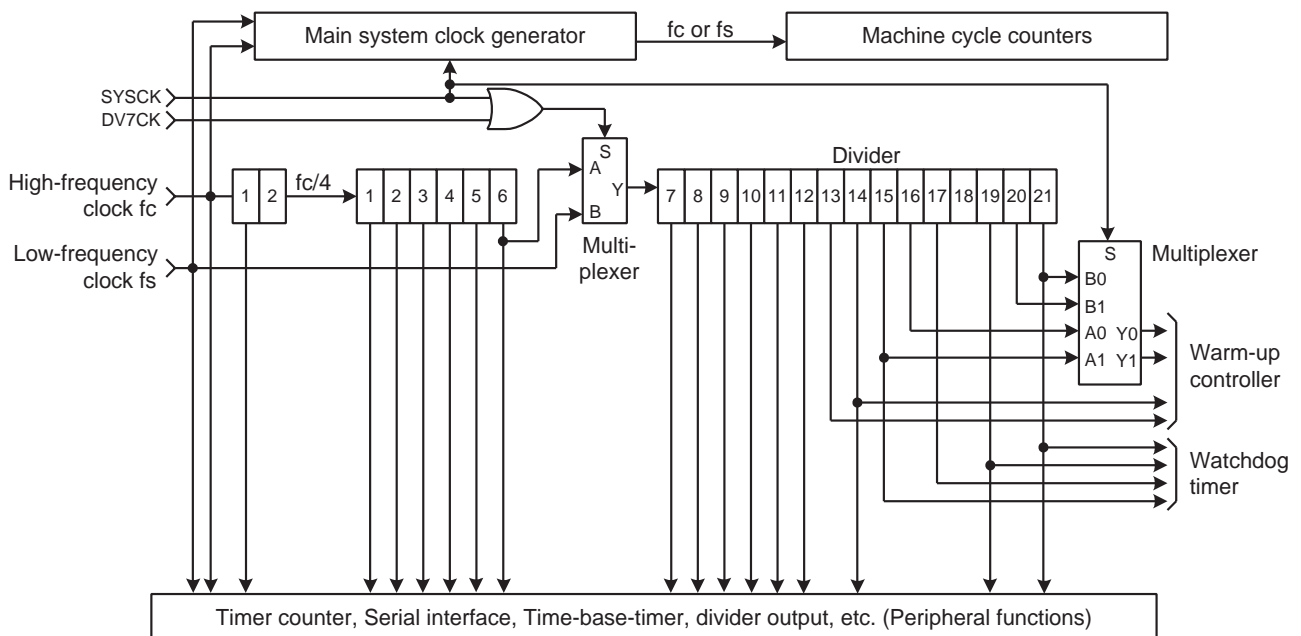 Main system clock generator
fc or fs
Machine cycle counters
SYSCK
DV7CK
High-frequency
clock fc
1 2
fc/4
1 2 3 4 5 6
Low-frequency
clock fs
S
A
B
Y
Multi-
plexer
Divider
7 8 9 10 11 12 13 14 15 16 17 18 19 20 21
Multiplexer
S
B0
B1
A0 Y0
A1 Y1
Warm-up
controller
Watchdog
timer
Timer counter, Serial interface, Time-base-timer, divider output, etc. (Peripheral functions)